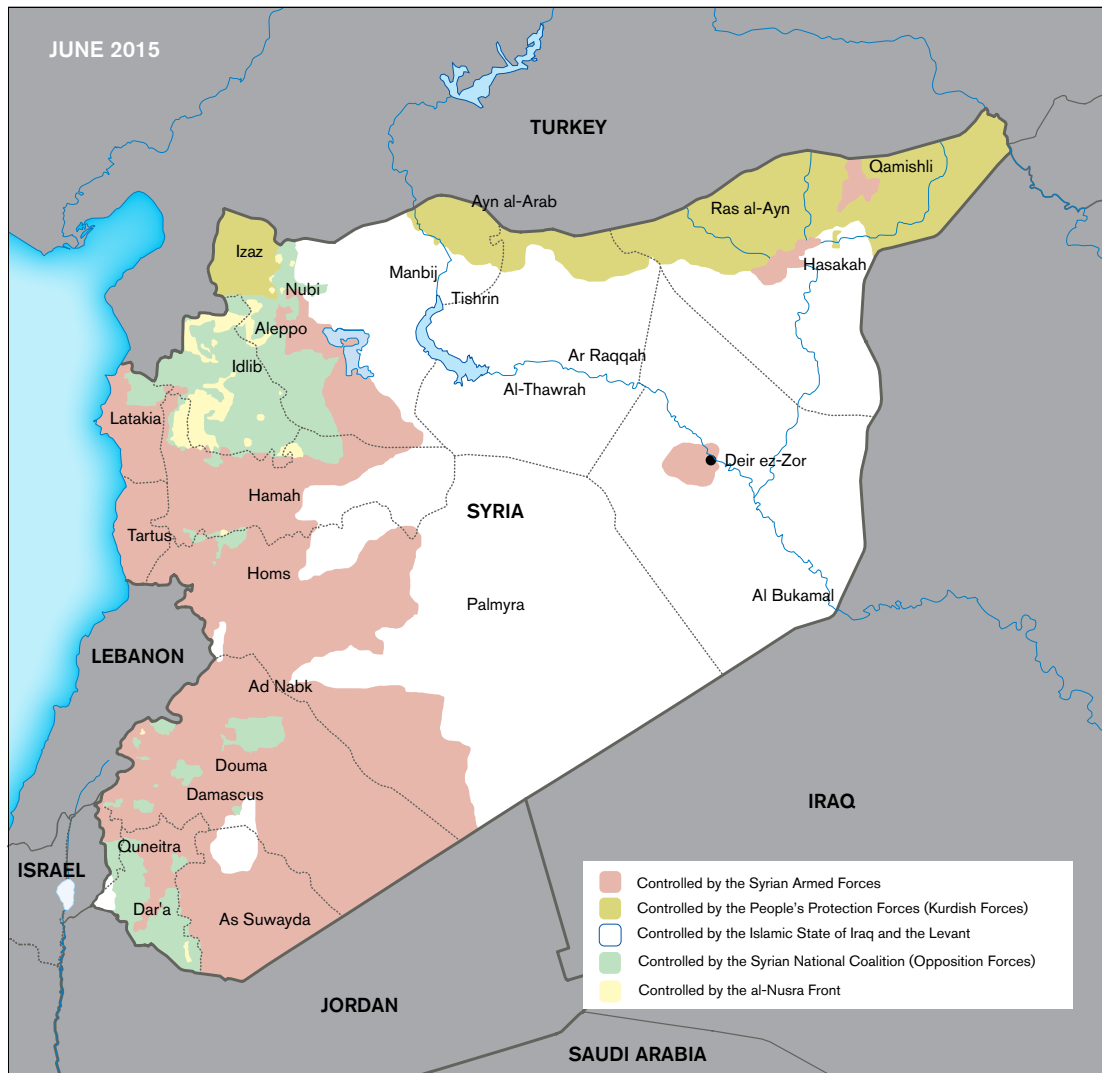 JUNE 2015
TURKEY
Qamishli
Ayn al-Arab
Ras al-Ayn
Izaz
Hasakah
Manbij
Nubi
Tishrin
Aleppo
Ar Raqqah
Idlib
Al-Thawrah
Latakia
Deir ez-Zor
Hamah
SYRIA
Tartus
Homs
Al Bukamal
Palmyra
LEBANON
Ad Nabk
Douma
Damascus
IRAQ
Quneitra
ISRAEL
Dar'a
As Suwayda
JORDAN
SAUDI ARABIA
Controlled by the Syrian Armed Forces
Controlled by the People's Protection Forces (Kurdish Forces)
Controlled by the Islamic State of Iraq and the Levant
Controlled by the Syrian National Coalition (Opposition Forces)
Controlled by the al-Nusra Front